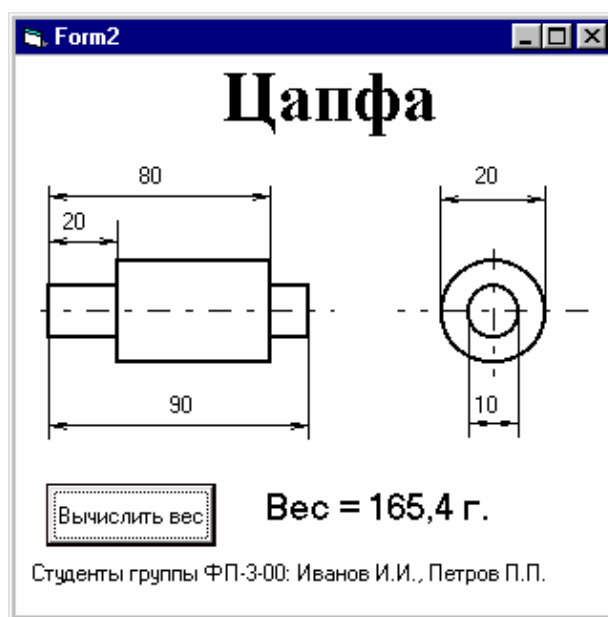 Form2
Цапфа
80
20
20
90
10
Вычислить вес
Вес = 165,4 г.
Студенты группы ФП-3-00: Иванов И.И., Петров П.П.